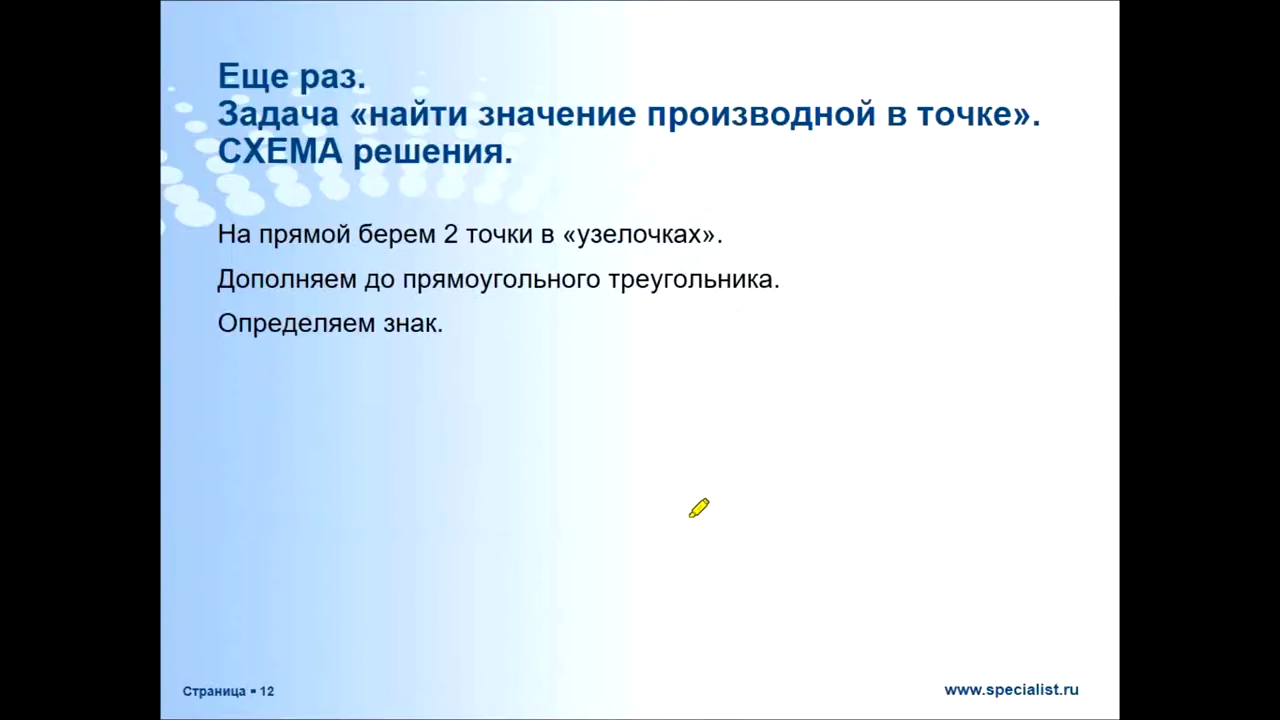 Еще раз.
Задача «найти значение производной в точке».
СХЕМА решения.
На прямой берем 2 точки в «узелочках».
Дополняем до прямоугольного треугольника.
Определяем знак.
Страница ▪ 12
www.specialist.ru